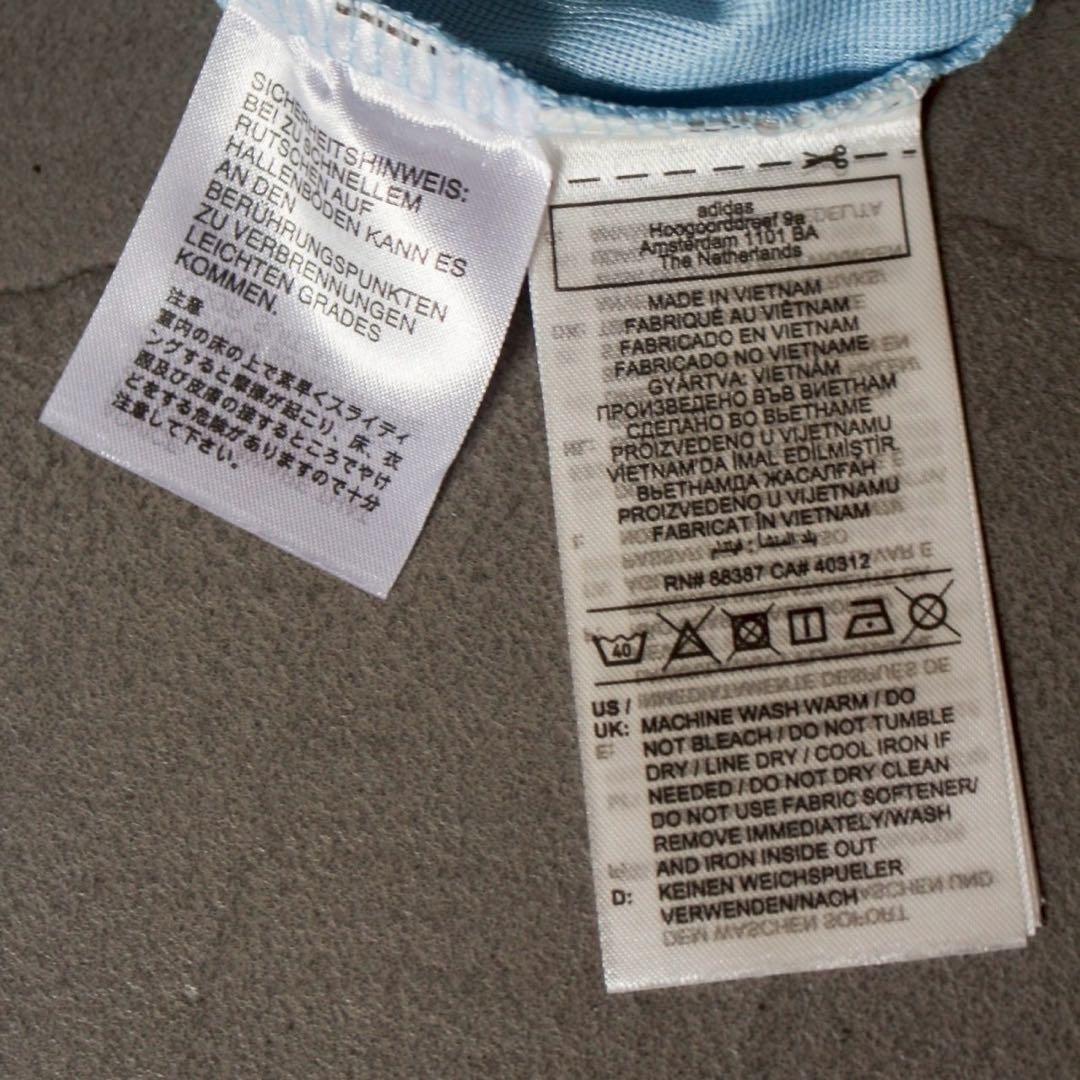 SICHERHEITSHINWEIS:
BEI ZU SCHNELLEM
RUTSCHEN AUF
HALLENBÖDEN KANN ES
AN DEN
BERÜHRUNGSPUNKTEN
ZU VERBRENNUNGEN
LEICHTEN GRADES
KOMMEN.
注意
室内の床の上で素早くスライディ
ングすると摩擦が起こり、床、衣
服及び皮膚の接するところでやけ
どをする危険がありますので十分
注意して下さい。
adidas
Hoogoorddreef 9a
Amsterdam 1101 BA
The Netherlands
MADE IN VIETNAM
FABRIQUÉ AU VIÊTNAM
FABRICADO EN VIETNAM
FABRICADO NO VIETNAME
GYÁRTVA: VIETNÁM
ПРОИЗВЕДЕНО ВЪВ ВИЕТНАМ
СДЕЛАНО ВО ВЬЕТНАМЕ
PROIZVEDENO U VIJETNAMU
VİETNAM'DA İMAL EDİLMİŞTİR
ВЬЕТНАМДА ЖАСАЛҒАН
PROIZVEDENO U VIJETNAMU
FABRICAT ÎN VIETNAM
بلد المنشأ : فيتنام
RN# 88387 CA# 40312
40
US /
UK: MACHINE WASH WARM / DO
NOT BLEACH / DO NOT TUMBLE
DRY / LINE DRY / COOL IRON IF
NEEDED / DO NOT DRY CLEAN
DO NOT USE FABRIC SOFTENER/
REMOVE IMMEDIATELY/WASH
AND IRON INSIDE OUT
D: KEINEN WEICHSPUELER
VERWENDEN/NACH